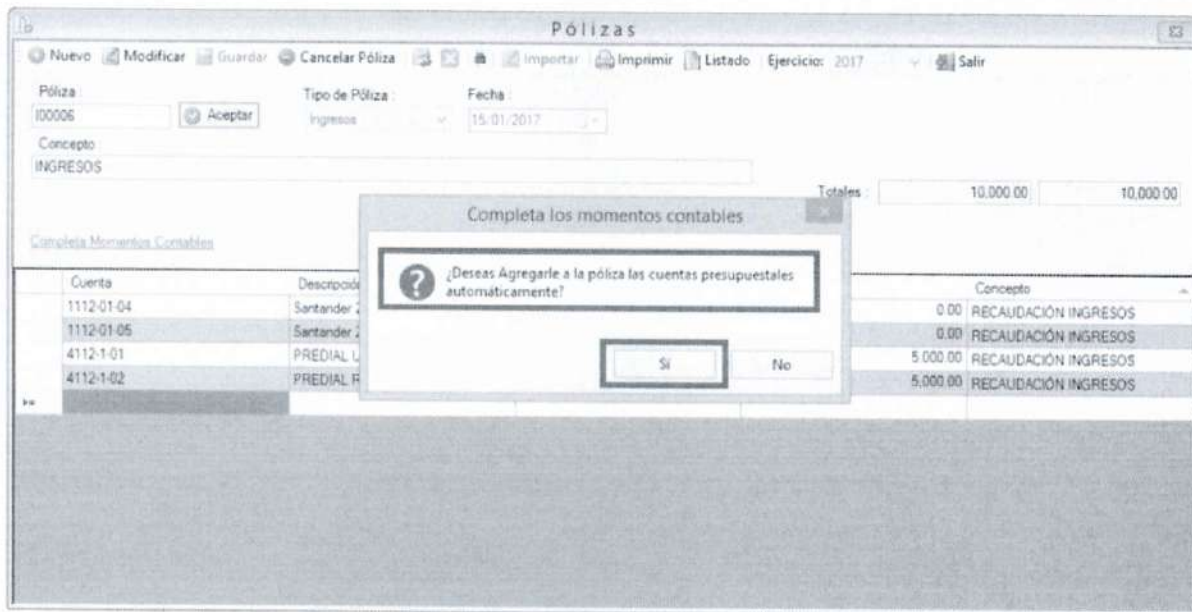 Pólizas
Nuevo Modificar Guardar Cancelar Póliza Importar Imprimir Listado Ejercicio: 2017 Salir
Póliza : Tipo de Póliza : Fecha :
I00006 Aceptar Ingresos 15/01/2017
Concepto :
INGRESOS
Totales : 10,000.00 10,000.00
Completa los momentos contables
Completa Momentos Contables
¿Deseas Agregarle a la póliza las cuentas presupuestales
automáticamente?
Sí No
Cuenta Concepto
1112-01-04 Santander 0.00 RECAUDACIÓN INGRESOS
1112-01-05 Santander 0.00 RECAUDACIÓN INGRESOS
4112-1-01 PREDIAL 5,000.00 RECAUDACIÓN INGRESOS
4112-1-02 PREDIAL 5,000.00 RECAUDACIÓN INGRESOS